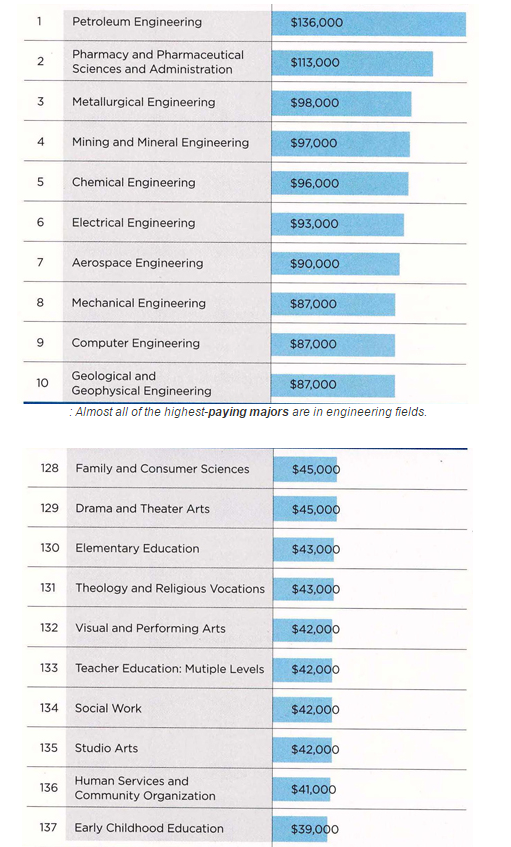 1 Petroleum Engineering $136,000
2 Pharmacy and Pharmaceutical
Sciences and Administration $113,000
3 Metallurgical Engineering $98,000
4 Mining and Mineral Engineering $97,000
5 Chemical Engineering $96,000
6 Electrical Engineering $93,000
7 Aerospace Engineering $90,000
8 Mechanical Engineering $87,000
9 Computer Engineering $87,000
10 Geological and
Geophysical Engineering $87,000
: Almost all of the highest-paying majors are in engineering fields.
128 Family and Consumer Sciences $45,000
129 Drama and Theater Arts $45,000
130 Elementary Education $43,000
131 Theology and Religious Vocations $43,000
132 Visual and Performing Arts $42,000
133 Teacher Education: Mutiple Levels $42,000
134 Social Work $42,000
135 Studio Arts $42,000
136 Human Services and
Community Organization $41,000
137 Early Childhood Education $39,000